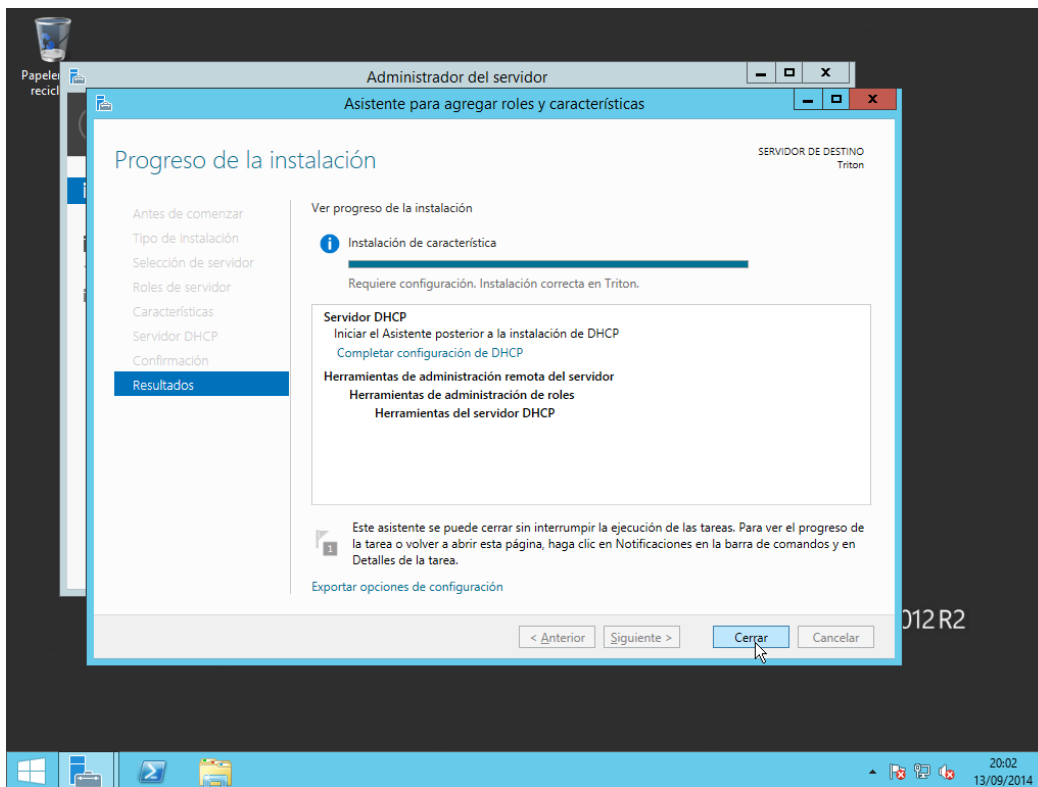 Papele
recicl
Administrador del servidor
Asistente para agregar roles y características
Progreso de la instalación
SERVIDOR DE DESTINO
Triton
Antes de comenzar
Tipo de instalación
Selección de servidor
Roles de servidor
Características
Servidor DHCP
Confirmación
Resultados
Ver progreso de la instalación
Instalación de característica
Requiere configuración. Instalación correcta en Triton.
Servidor DHCP
Iniciar el Asistente posterior a la instalación de DHCP
Completar configuración de DHCP
Herramientas de administración remota del servidor
Herramientas de administración de roles
Herramientas del servidor DHCP
1
Este asistente se puede cerrar sin interrumpir la ejecución de las tareas. Para ver el progreso de
la tarea o volver a abrir esta página, haga clic en Notificaciones en la barra de comandos y en
Detalles de la tarea.
Exportar opciones de configuración
< Anterior
Siguiente >
Cerrar
Cancelar
012 R2
20:02
13/09/2014